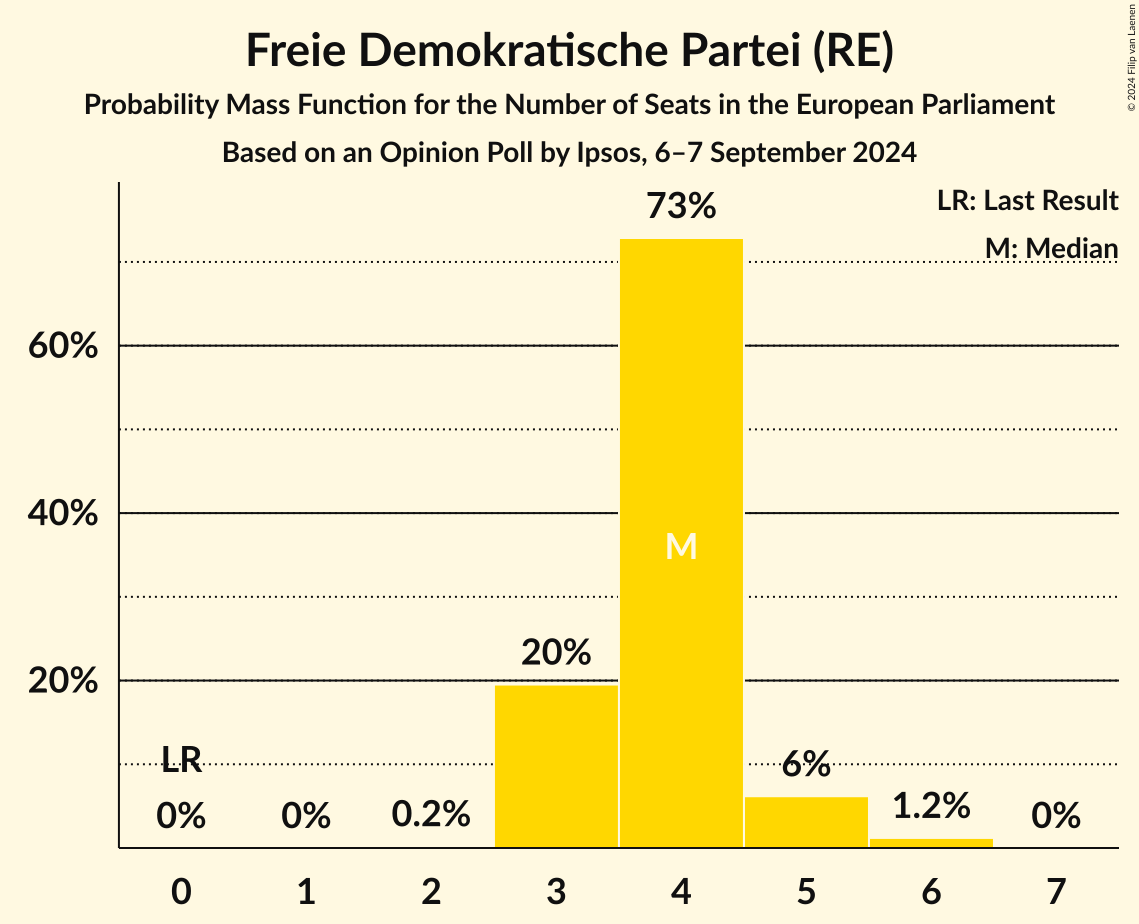 Freie Demokratische Partei (RE)
Probability Mass Function for the Number of Seats in the European Parliament
Based on an Opinion Poll by Ipsos, 6–7 September 2024
© 2024 Filip van Laenen
LR: Last Result
M: Median
73%
60%
40%
M
20%
20%
LR
6%
0%
0%
0.2%
1.2%
0%
0
1
2
3
4
5
6
7